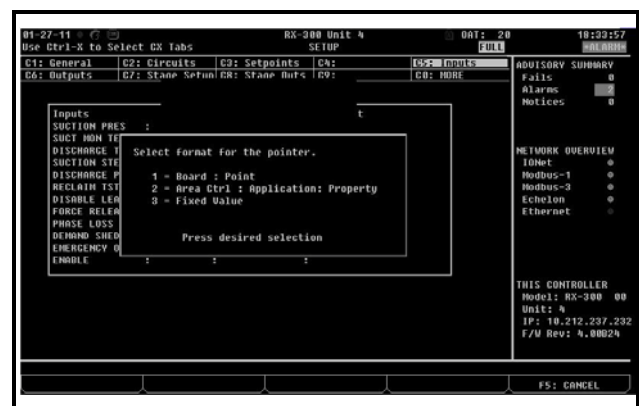 01-27-11 RX-300 Unit 4 OAT: 20 18:33:57
Use Ctrl-X to Select CX Tabs SETUP FULL *ALARM*
C1: General C2: Circuits C3: Setpoints C4: C5: Inputs
C6: Outputs C7: Stage Setup C8: Stage Outs C9: C0: MORE
ADVISORY SUMMARY
Fails 0
Alarms 2
Notices 0
NETWORK OVERVIEW
IONet
Modbus-1
Modbus-3
Echelon
Ethernet
THIS CONTROLLER
Model: RX-300 00
Unit: 4
IP: 10.212.237.232
F/W Rev: 4.00B24
Inputs t
SUCTION PRES :
SUCT MON TE
DISCHARGE T
SUCTION STE
DISCHARGE P
RECLAIM TST
DISABLE LEA
FORCE RELEA
PHASE LOSS
DEMAND SHED
EMERGENCY O
ENABLE : : :
Select format for the pointer.
1 - Board : Point
2 - Area Ctrl : Application: Property
3 - Fixed Value
Press desired selection
F5: CANCEL